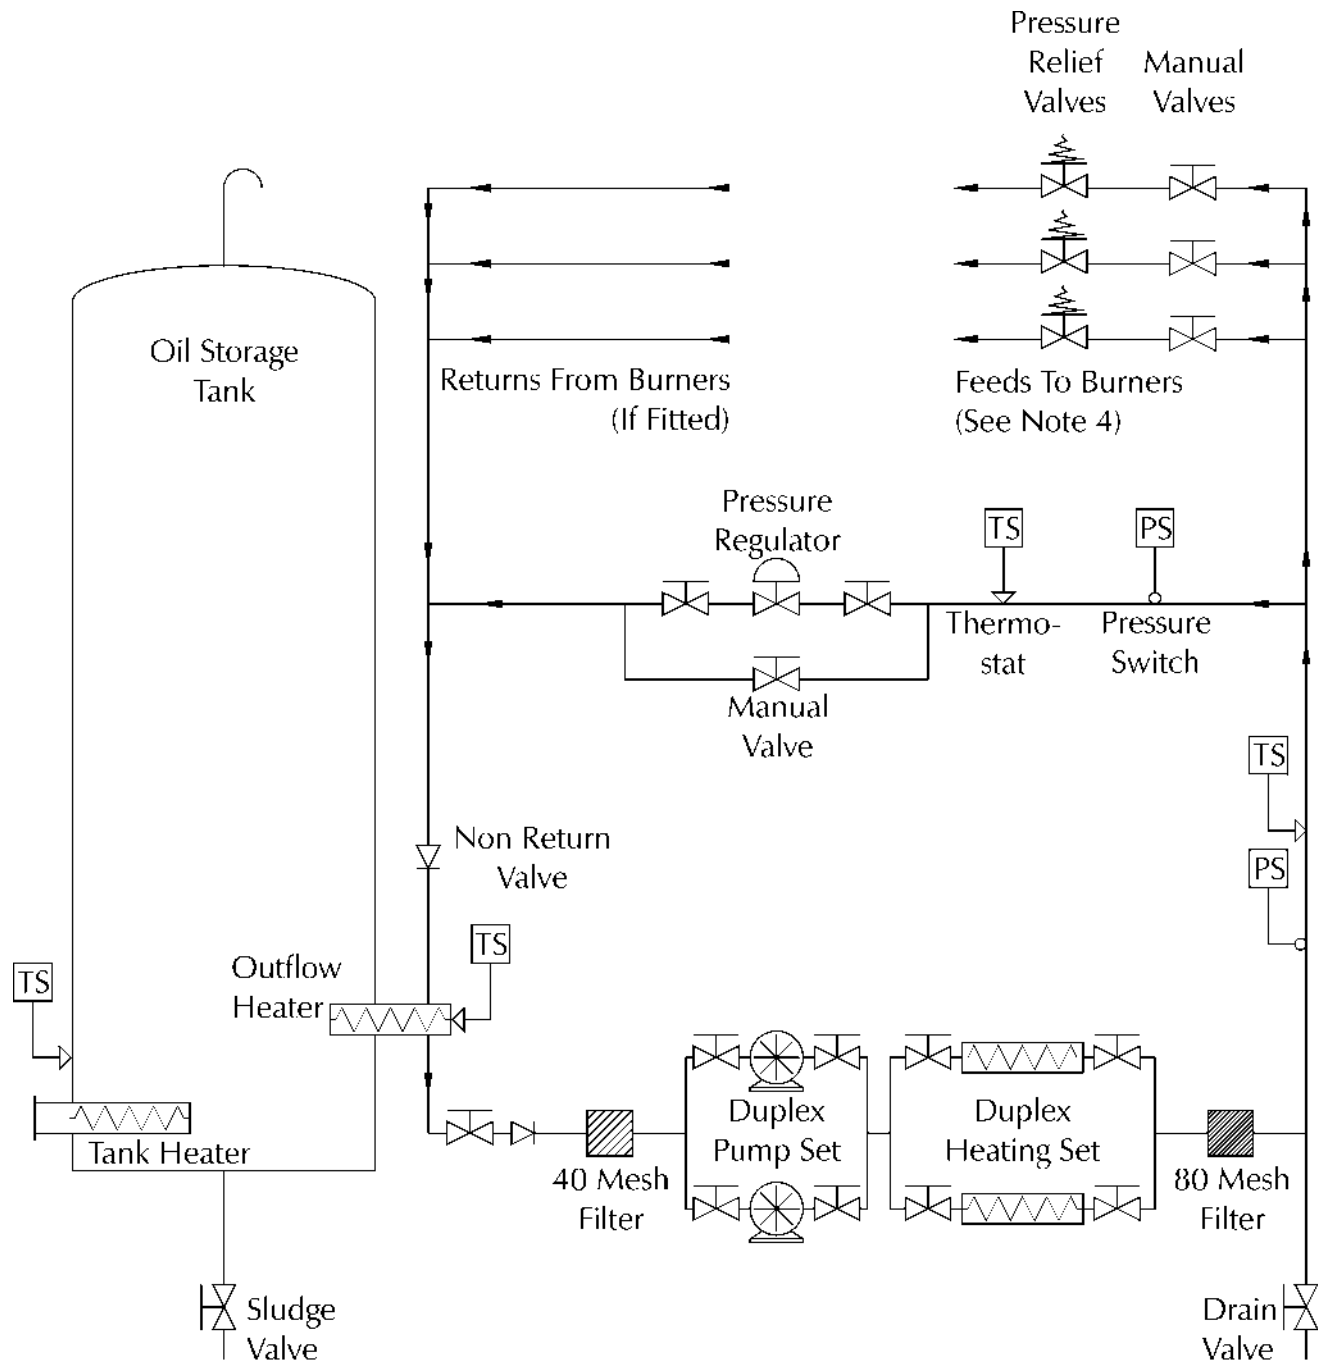 Pressure
Relief
Valves
Manual
Valves
Oil Storage
Tank
Returns From Burners
(If Fitted)
Feeds To Burners
(See Note 4)
Pressure
Regulator
TS
PS
Thermo-
stat
Pressure
Switch
Manual
Valve
TS
PS
Non Return
Valve
TS
Outflow
Heater
TS
Tank Heater
40 Mesh
Filter
Duplex
Pump Set
Duplex
Heating Set
80 Mesh
Filter
Sludge
Valve
Drain
Valve